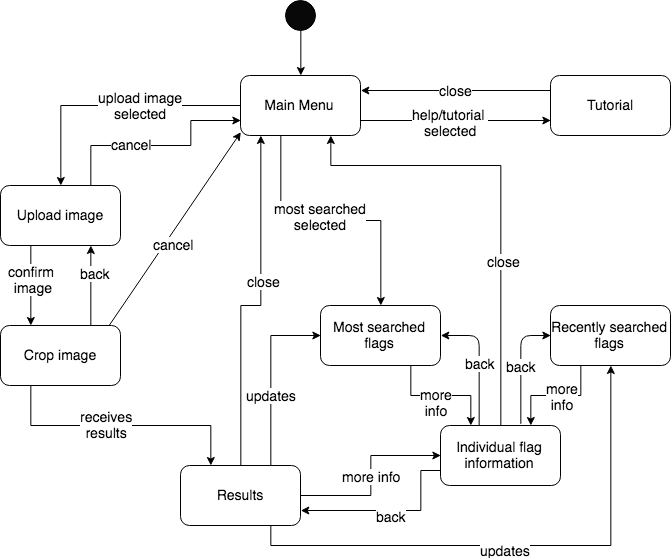 Main Menu
close
Tutorial
upload image
selected
help/tutorial
selected
cancel
Upload image
most searched
selected
cancel
confirm
image
back
close
close
Most searched
flags
Recently searched
flags
Crop image
back
back
updates
more
info
more
info
receives
results
Individual flag
information
more info
Results
back
updates